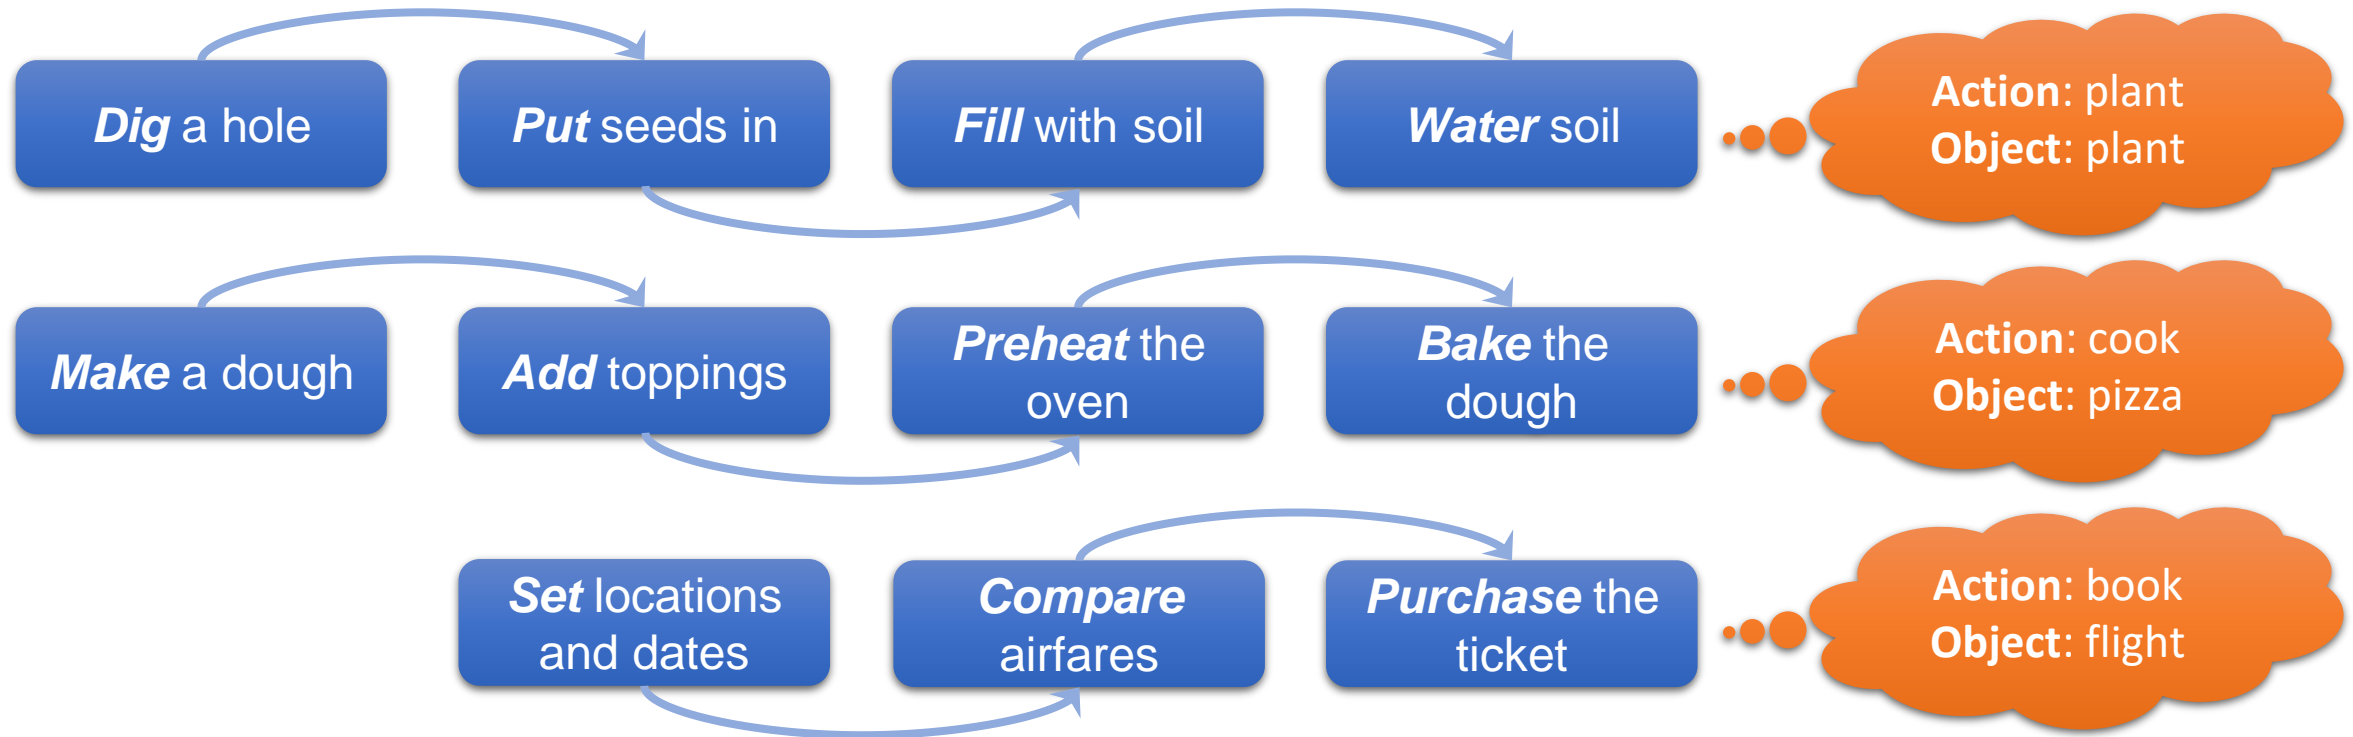 Dig a hole
Put seeds in
Fill with soil
Water soil
Action: plant
Object: plant
Make a dough
Add toppings
Preheat the
oven
Bake the
dough
Action: cook
Object: pizza
Set locations
and dates
Compare
airfares
Purchase the
ticket
Action: book
Object: flight